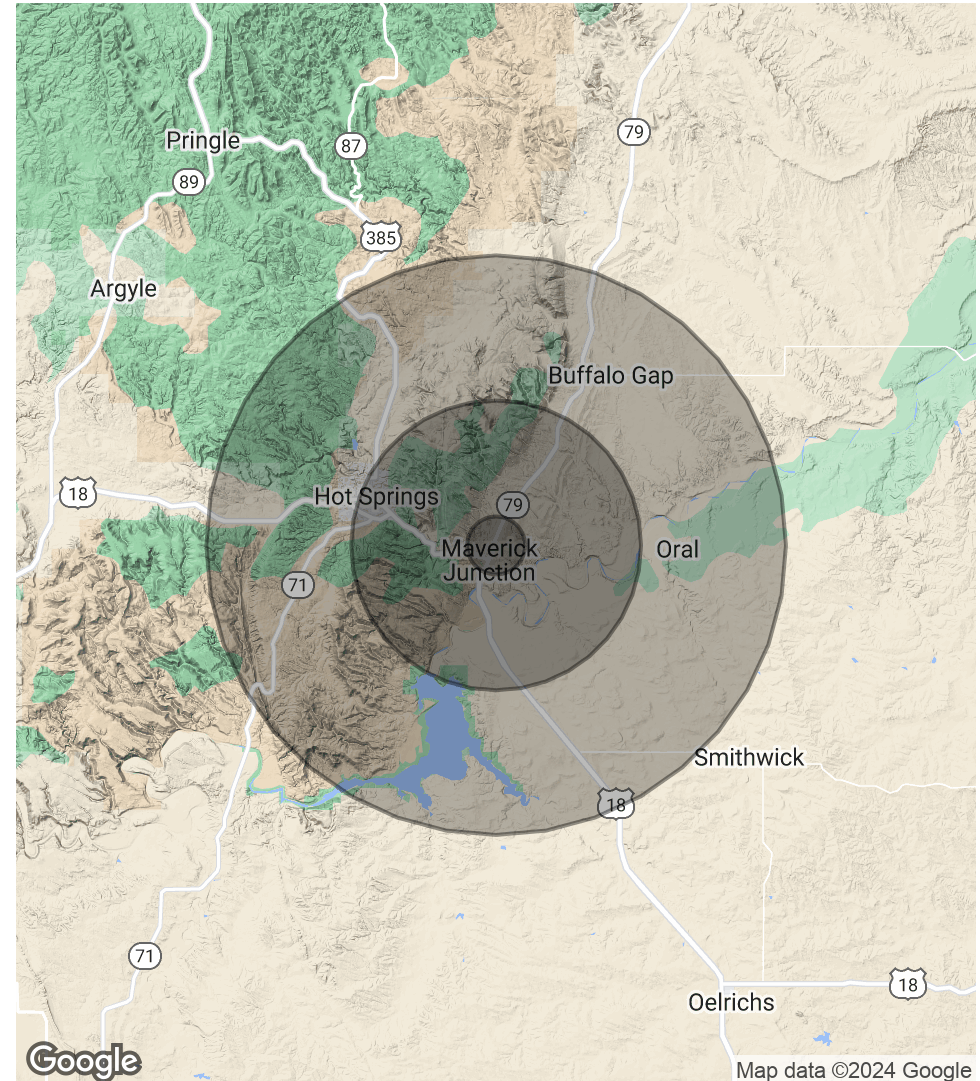 Pringle
87
79
89
385
Argyle
Buffalo Gap
18
Hot Springs
79
Maverick
Junction
Oral
71
Smithwick
18
71
18
Oelrichs
Google
Map data ©2024 Google